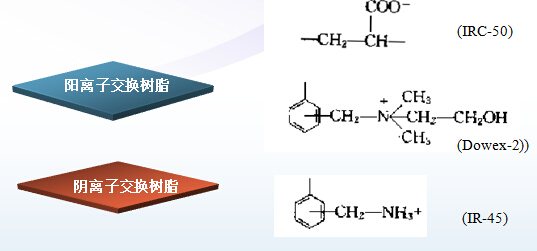 COO⁻
—CH₂—CH—
(IRC-50)
阳离子交换树脂
CH₃
—CH₂—N⁺—CH₂—CH₂OH
CH₃
(Dowex-2))
阴离子交换树脂
—CH₂—NH₃⁺
(IR-45)